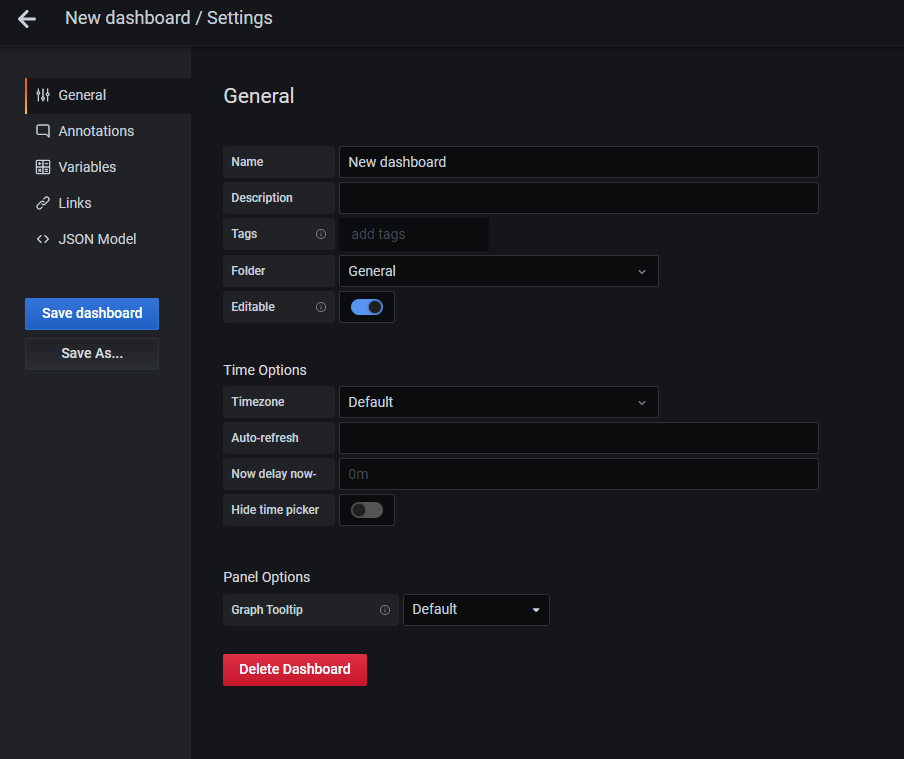 New dashboard / Settings
General
Annotations
Variables
Links
JSON Model
Save dashboard
Save As...
General
Name
New dashboard
Description
Tags
add tags
Folder
General
Editable
Time Options
Timezone
Default
Auto-refresh
Now delay now-
0m
Hide time picker
Panel Options
Graph Tooltip
Default
Delete Dashboard